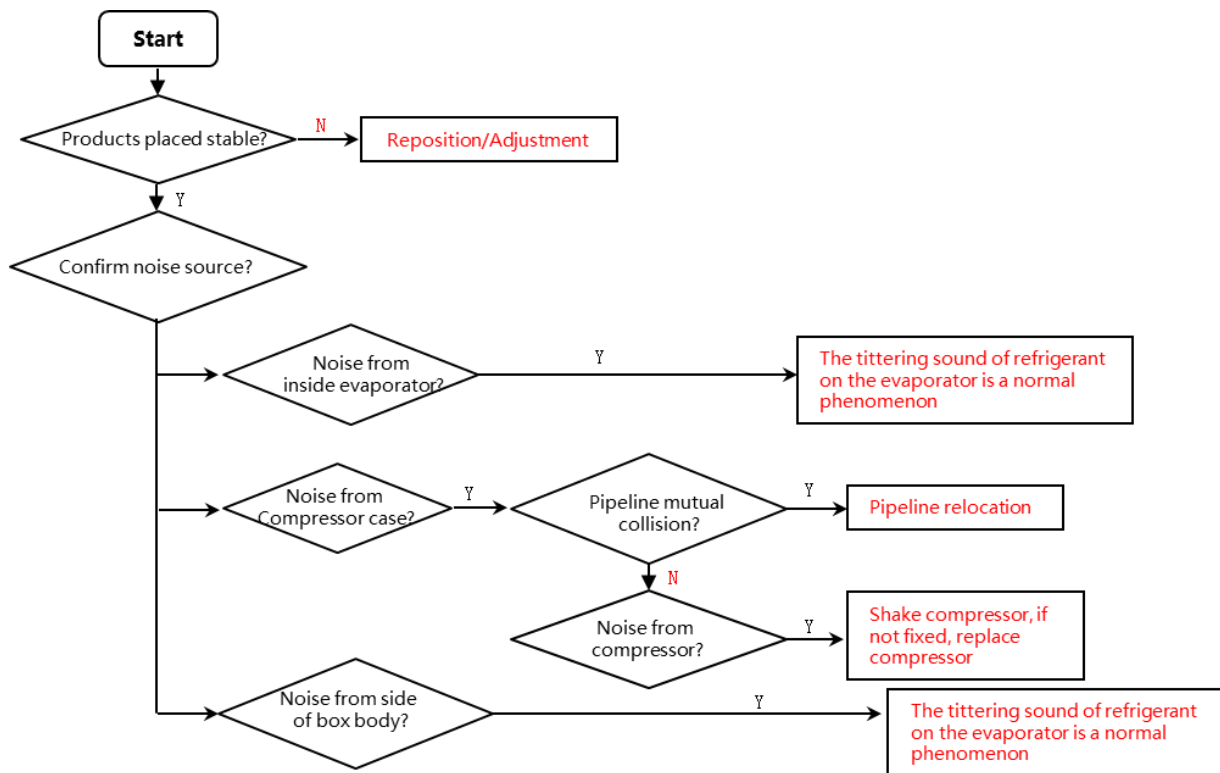 Start
Products placed stable?
N
Reposition/Adjustment
Y
Confirm noise source?
Noise from
inside evaporator?
Y
The tittering sound of refrigerant
on the evaporator is a normal
phenomenon
Noise from
Compressor case?
Y
Pipeline mutual
collision?
Y
Pipeline relocation
N
Noise from
compressor?
Y
Shake compressor, if
not fixed, replace
compressor
Noise from side
of box body?
Y
The tittering sound of refrigerant
on the evaporator is a normal
phenomenon